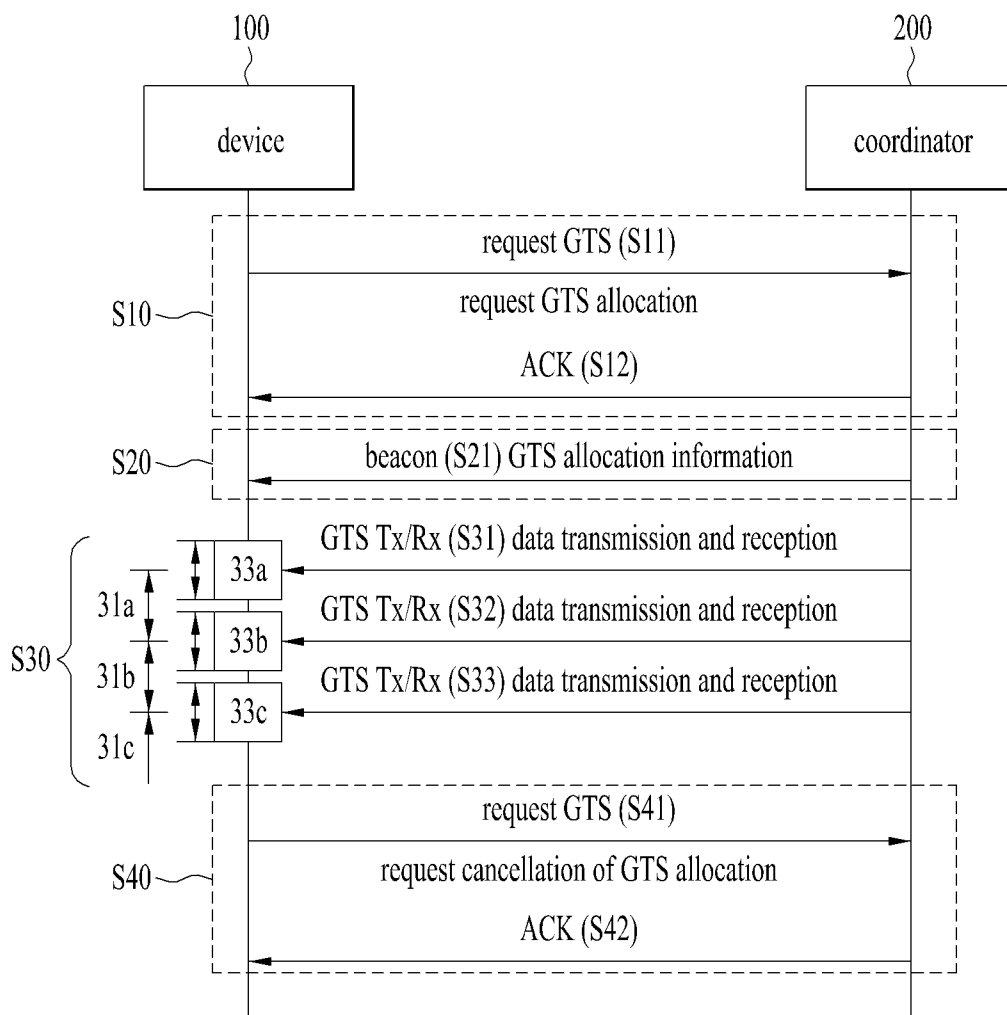 100
200
device
coordinator
request GTS (S11)
request GTS allocation
S10
ACK (S12)
S20
beacon (S21) GTS allocation information
GTS Tx/Rx (S31) data transmission and reception
33a
31a
GTS Tx/Rx (S32) data transmission and reception
33b
S30
31b
GTS Tx/Rx (S33) data transmission and reception
33c
31c
request GTS (S41)
request cancellation of GTS allocation
S40
ACK (S42)